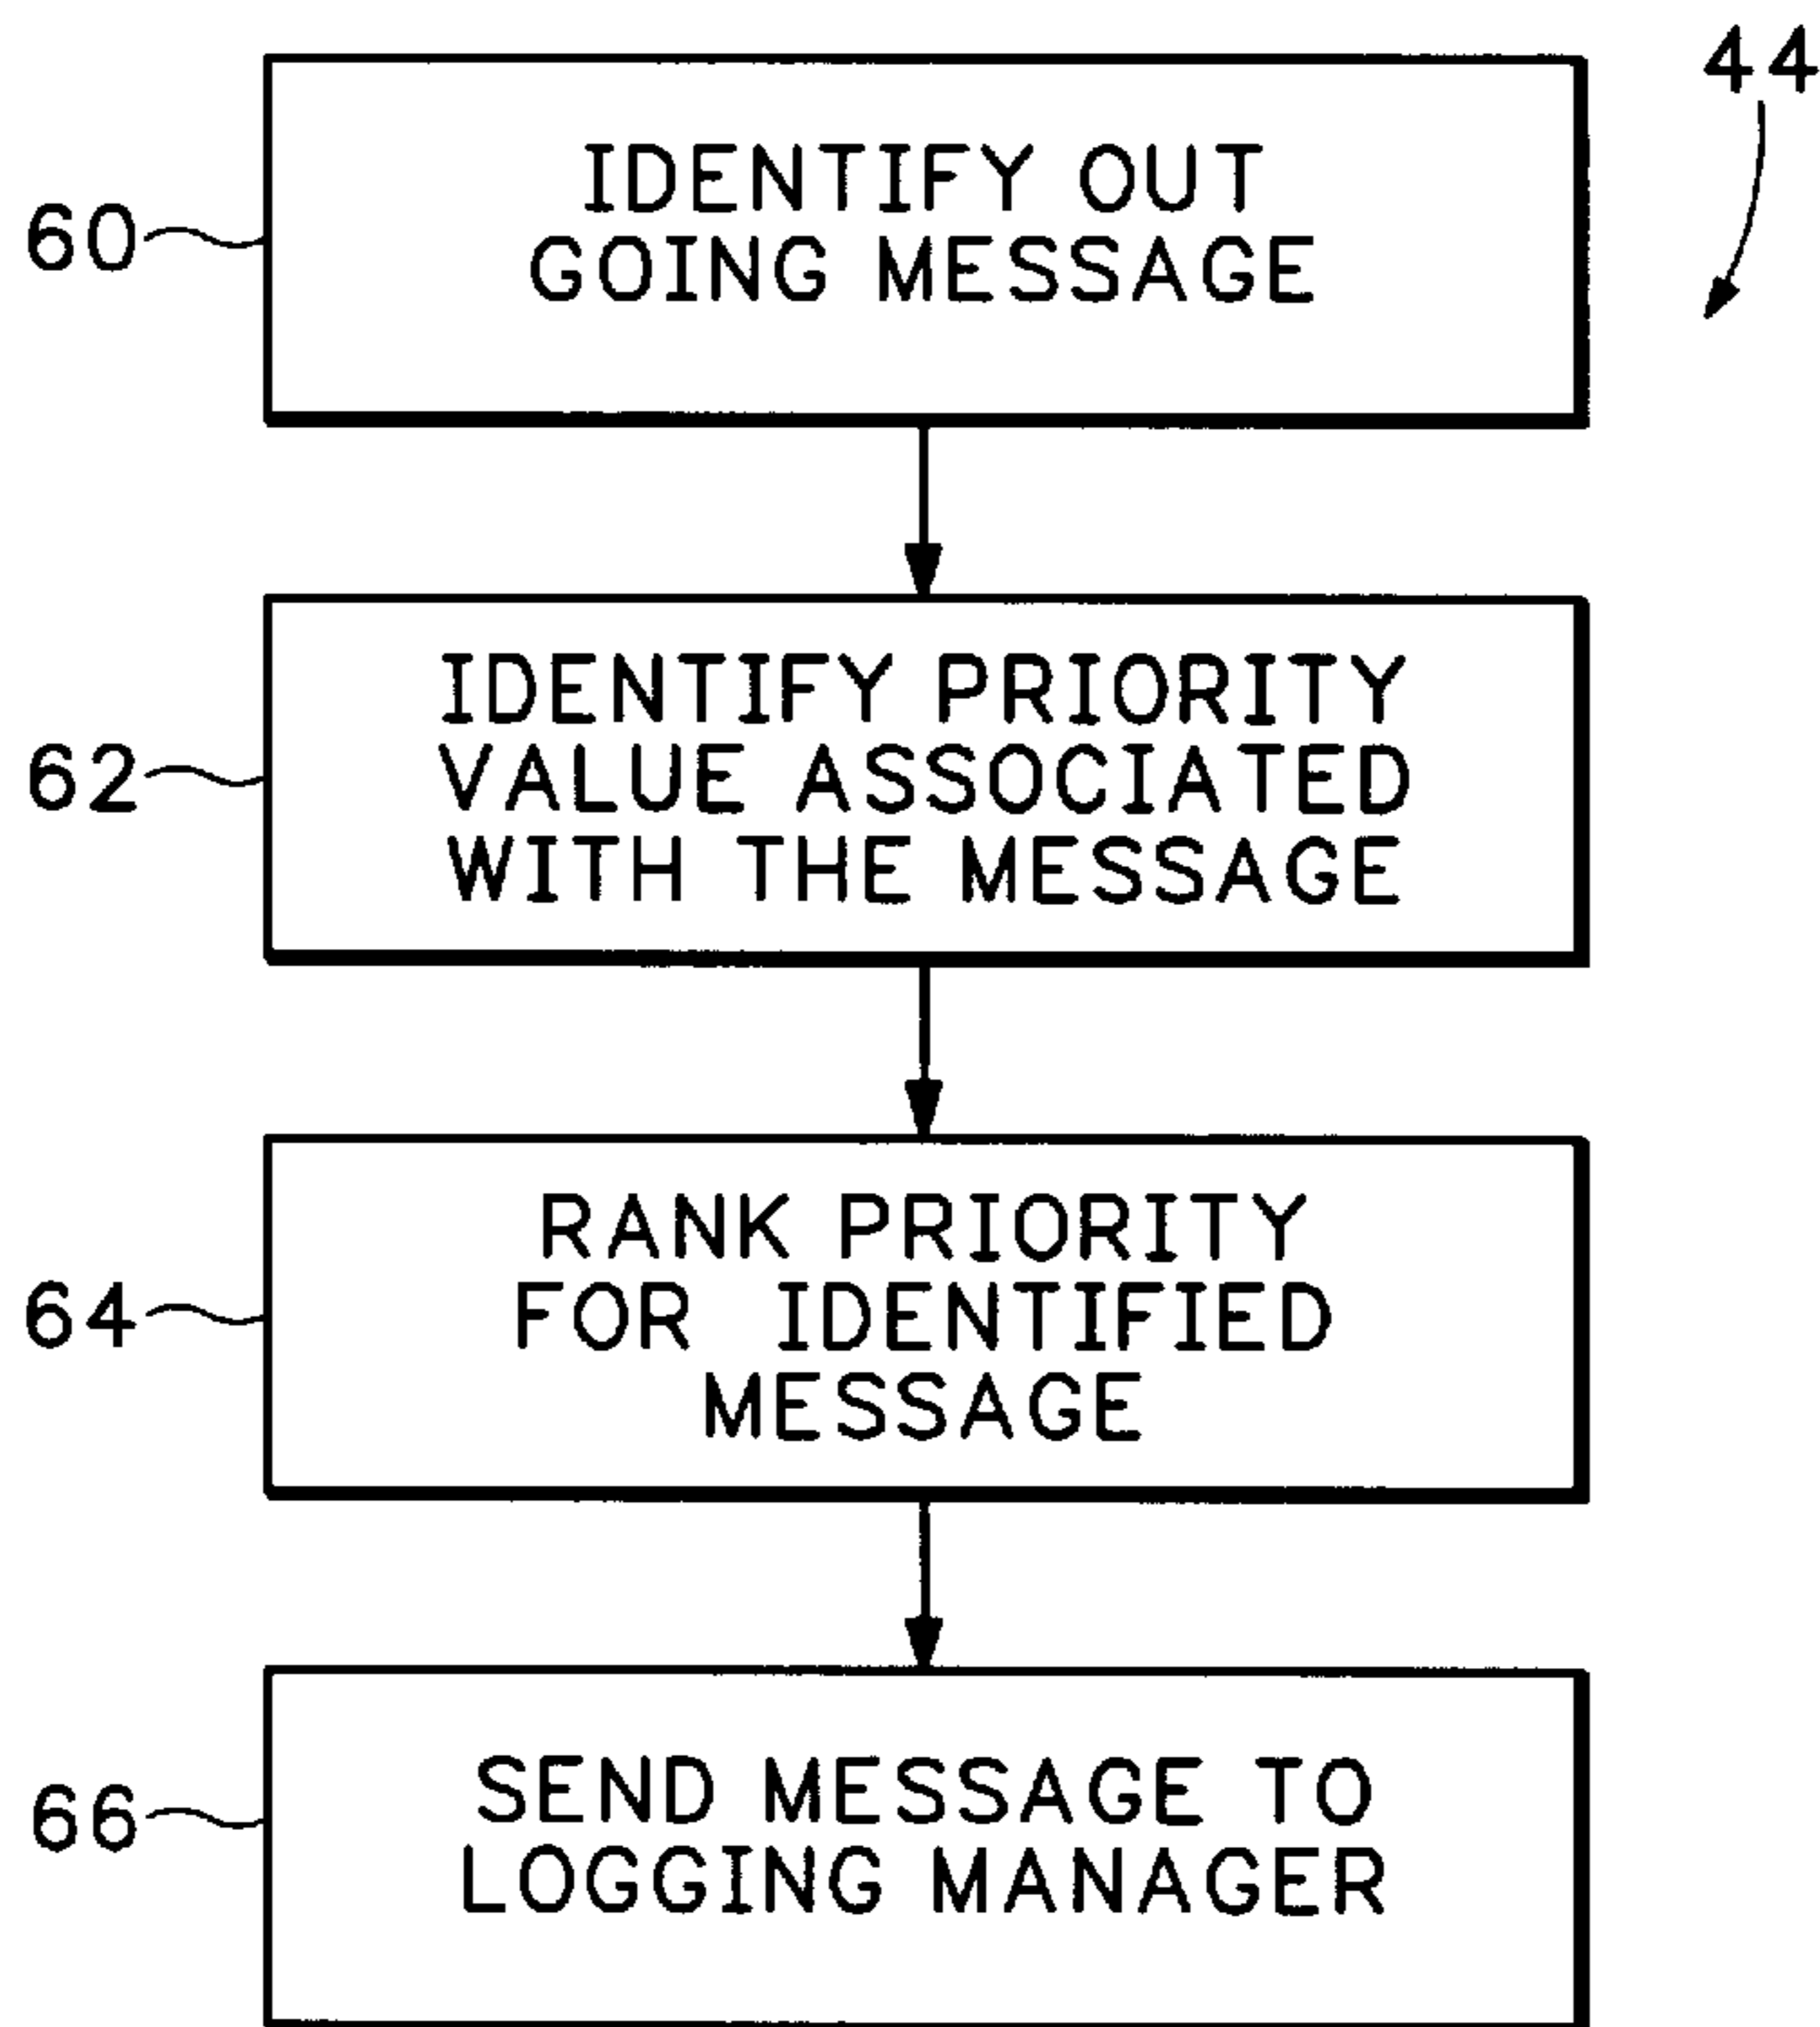 44
60
IDENTIFY OUT
GOING MESSAGE
62
IDENTIFY PRIORITY
VALUE ASSOCIATED
WITH THE MESSAGE
64
RANK PRIORITY
FOR IDENTIFIED
MESSAGE
66
SEND MESSAGE TO
LOGGING MANAGER